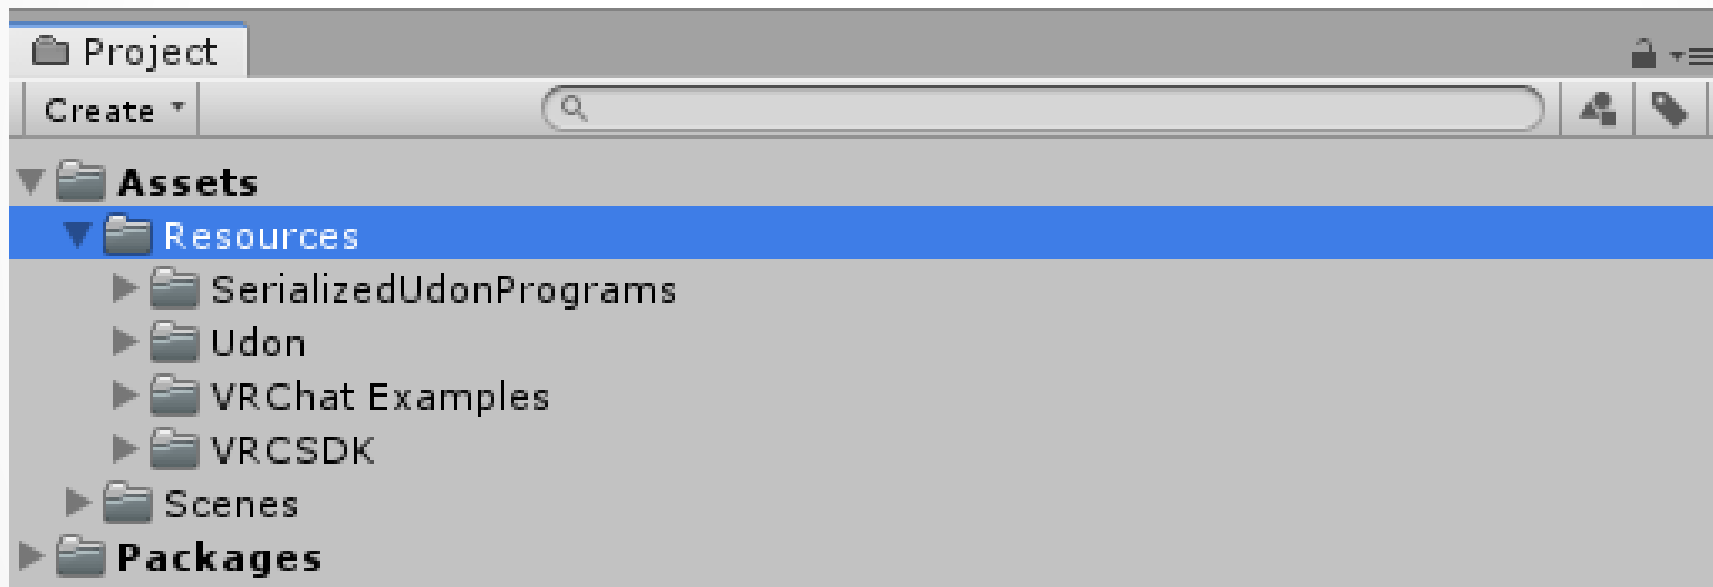 Project
Create
Assets
Resources
SerializedUdonPrograms
Udon
VRChat Examples
VRCSDK
Scenes
Packages